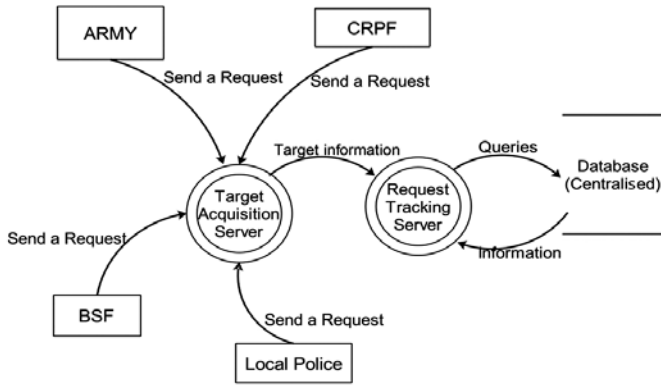 ARMY
CRPF
Send a Request
Send a Request
Target information
Queries
Database
(Centralised)
Target
Acquisition
Server
Request
Tracking
Server
Send a Request
Information
BSF
Send a Request
Local Police